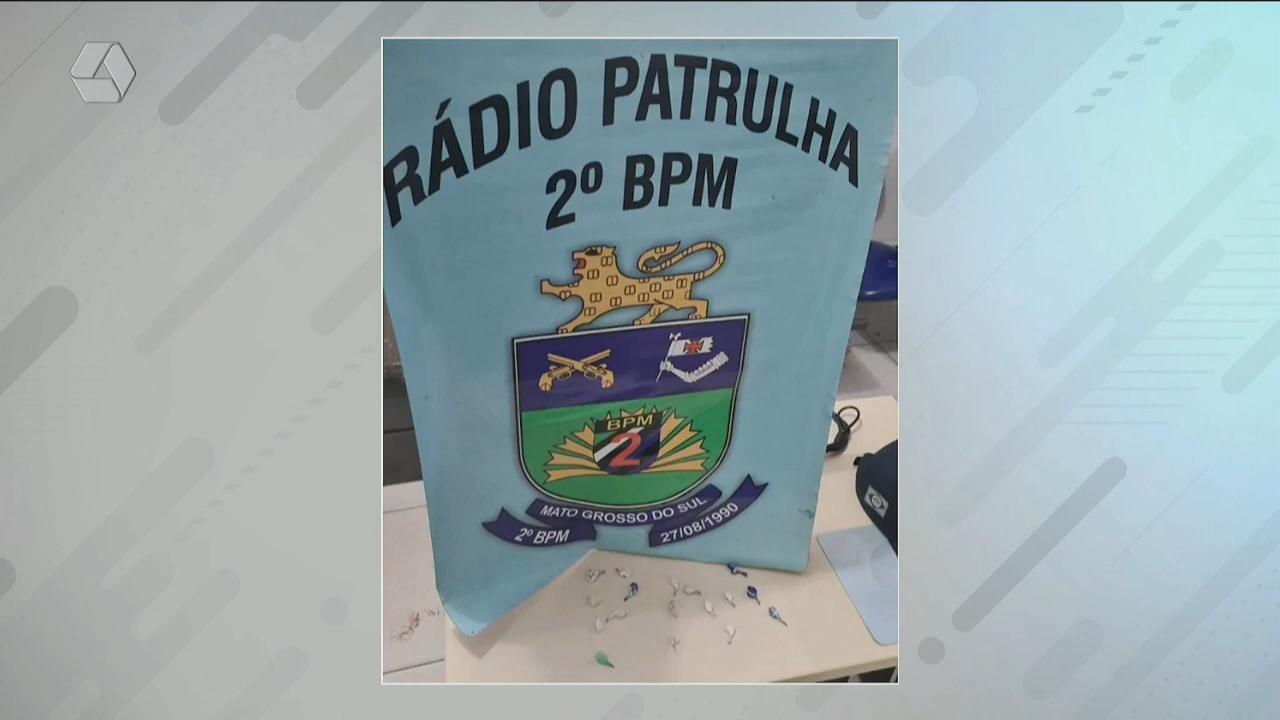 RÁDIO PATRULHA
2º BPM
BPM
2
MATO GROSSO DO SUL
2º BPM
27/08/1990